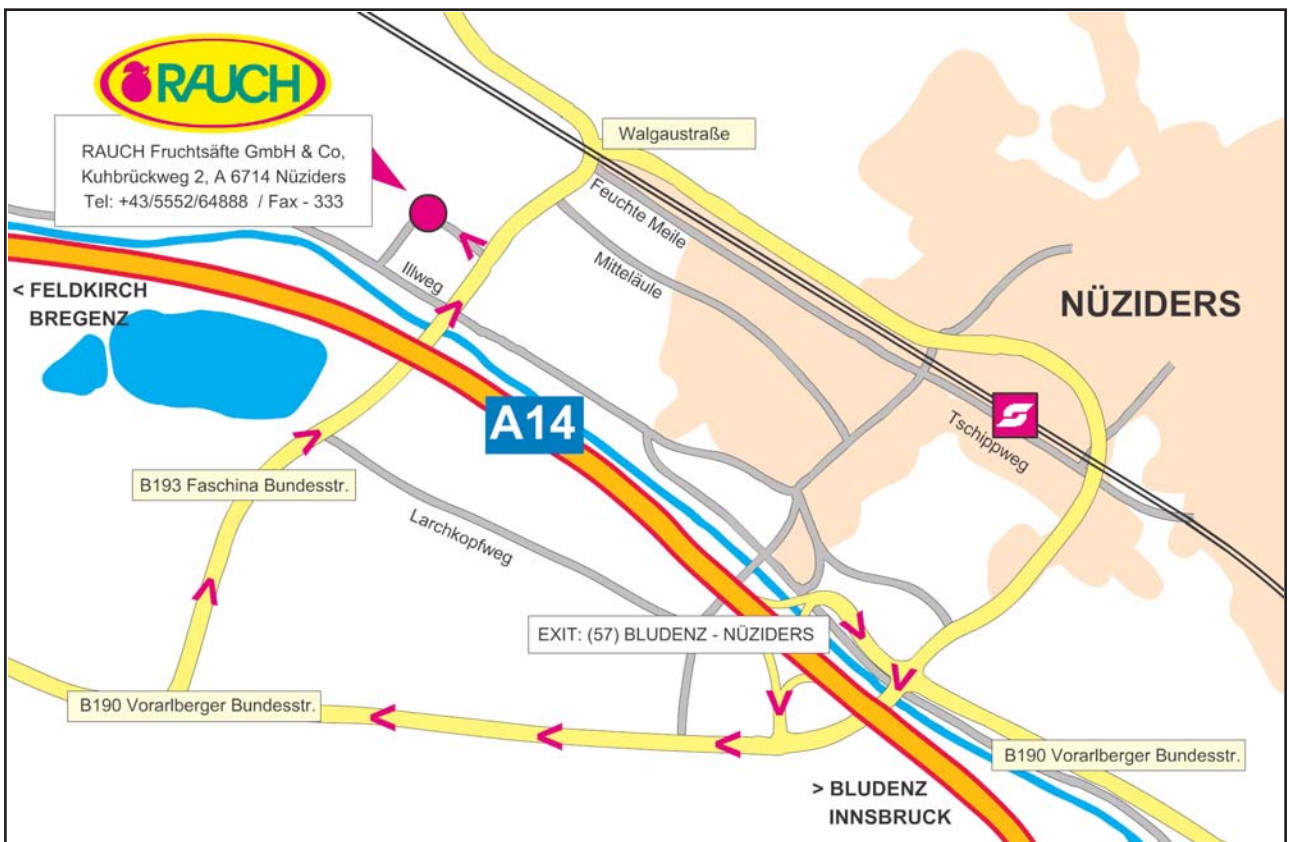 RAUCH
RAUCH Fruchtsäfte GmbH & Co,
Kuhbrückweg 2, A 6714 Nüziders
Tel: +43/5552/64888 / Fax - 333
Walgaustraße
Feuchte Meile
Mitteläule
Illweg
< FELDKIRCH
BREGENZ
NÜZIDERS
A14
Tschippweg
B193 Faschina Bundesstr.
Larchkopfweg
EXIT: (57) BLUDENZ - NÜZIDERS
B190 Vorarlberger Bundesstr.
B190 Vorarlberger Bundesstr.
> BLUDENZ
INNSBRUCK